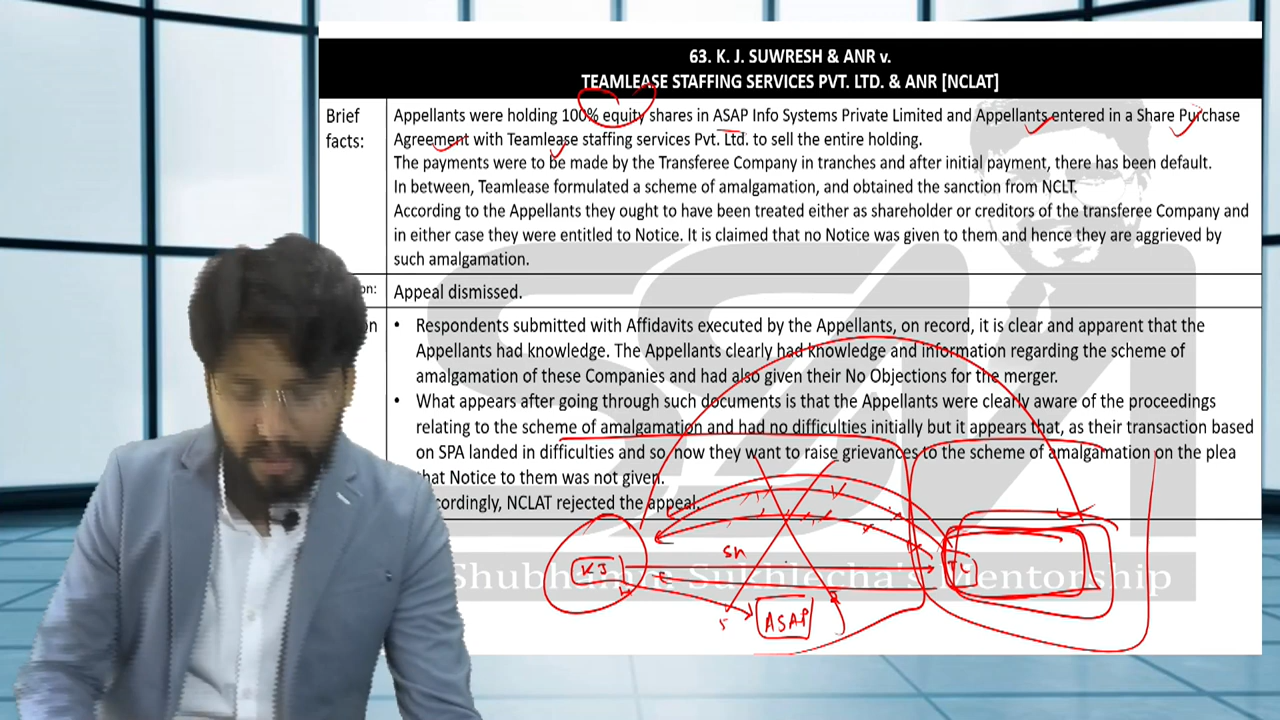 63. K. J. SUWRESH & ANR v.
TEAMLEASE STAFFING SERVICES PVT. LTD. & ANR [NCLAT]
Brief facts:
Appellants were holding 100% equity shares in ASAP Info Systems Private Limited and Appellants entered in a Share Purchase
Agreement with Teamlease staffing services Pvt. Ltd. to sell the entire holding.
The payments were to be made by the Transferee Company in tranches and after initial payment, there has been default.
In between, Teamlease formulated a scheme of amalgamation, and obtained the sanction from NCLT.
According to the Appellants they ought to have been treated either as shareholder or creditors of the transferee Company and
in either case they were entitled to Notice. It is claimed that no Notice was given to them and hence they are aggrieved by
such amalgamation.
on:
Appeal dismissed.
on
• Respondents submitted with Affidavits executed by the Appellants, on record, it is clear and apparent that the
Appellants had knowledge. The Appellants clearly had knowledge and information regarding the scheme of
amalgamation of these Companies and had also given their No Objections for the merger.
• What appears after going through such documents is that the Appellants were clearly aware of the proceedings
relating to the scheme of amalgamation and had no difficulties initially but it appears that, as their transaction based
on SPA landed in difficulties and so now they want to raise grievances to the scheme of amalgamation on the plea
hat Notice to them was not given.
cordingly, NCLAT rejected the appeal.
SSM
Sh
KJ
TL
Shubham Sukhlecha's Mentorship
ASAP